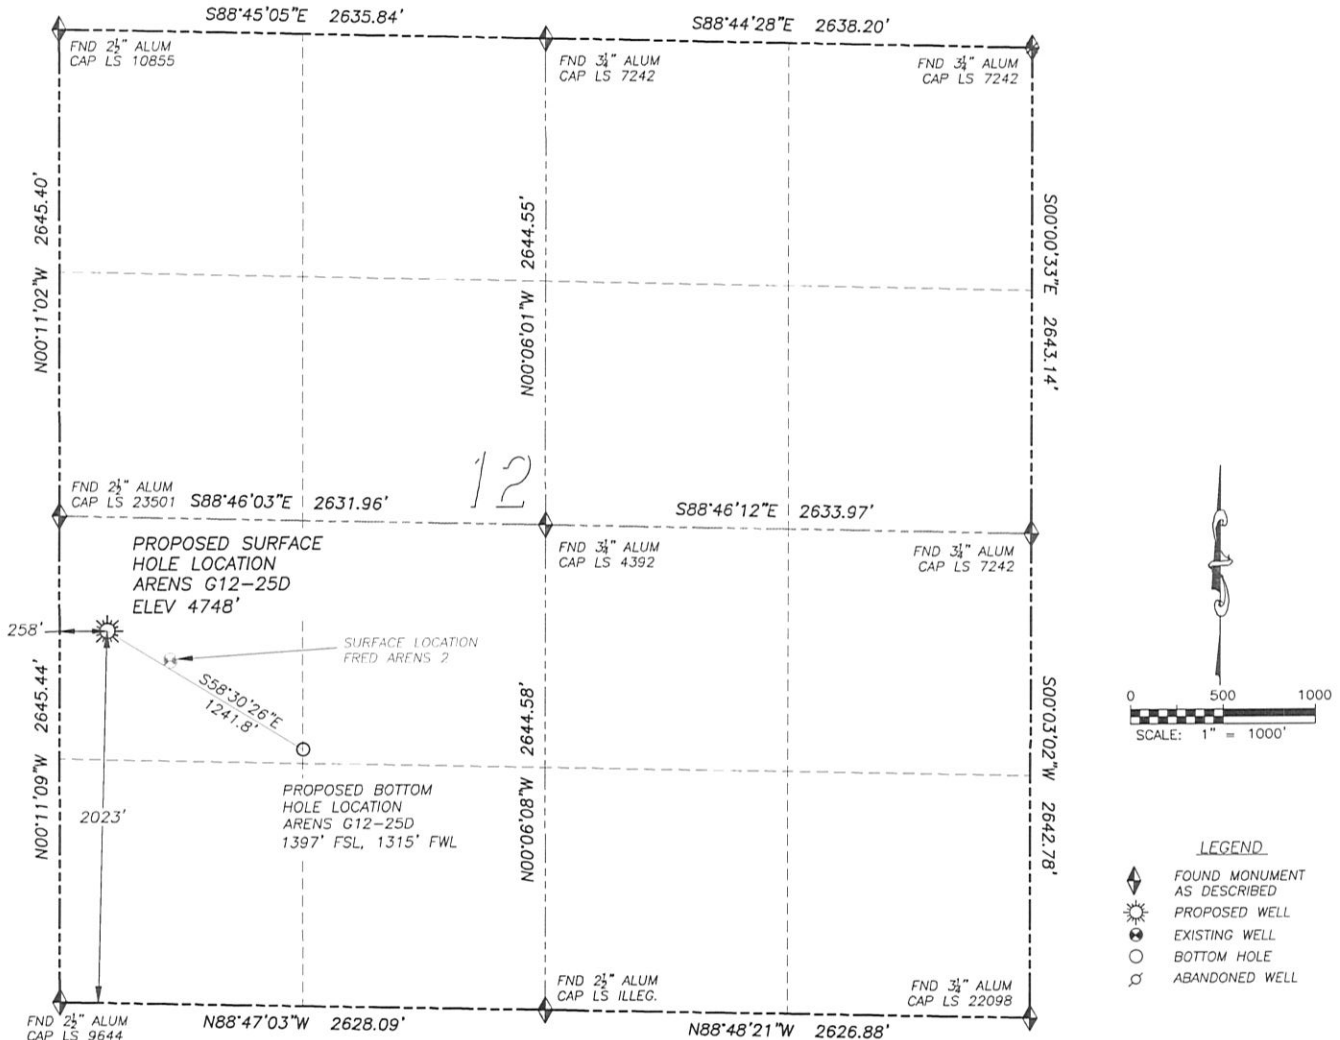 S88°45'05"E 2635.84'
S88°44'28"E 2638.20'
FND 2½" ALUM
CAP LS 10855
FND 3¼" ALUM
CAP LS 7242
FND 3¼" ALUM
CAP LS 7242
N00°11'02"W 2645.40'
N00°06'01"W 2644.55'
S00°00'33"E 2643.14'
12
FND 2½" ALUM
CAP LS 23501
S88°46'03"E 2631.96'
S88°46'12"E 2633.97'
FND 3¼" ALUM
CAP LS 4392
FND 3¼" ALUM
CAP LS 7242
PROPOSED SURFACE
HOLE LOCATION
ARENS G12-25D
ELEV 4748'
258'
SURFACE LOCATION
FRED ARENS 2
S58°30'26"E
1241.8'
N00°11'09"W 2645.44'
2023'
PROPOSED BOTTOM
HOLE LOCATION
ARENS G12-25D
1397' FSL, 1315' FWL
N00°06'08"W 2644.58'
S00°03'02"W 2642.78'
0 500 1000
SCALE: 1" = 1000'
LEGEND
FOUND MONUMENT
AS DESCRIBED
PROPOSED WELL
EXISTING WELL
BOTTOM HOLE
ABANDONED WELL
FND 2½" ALUM
CAP LS ILLEG.
FND 3¼" ALUM
CAP LS 22098
FND 2½" ALUM
CAP LS 9644
N88°47'03"W 2628.09'
N88°48'21"W 2626.88'